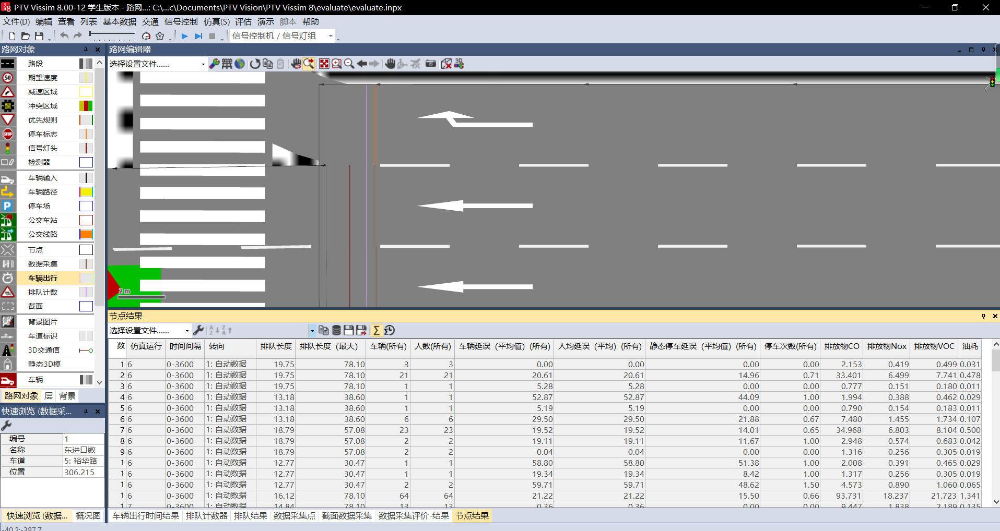 PTV Vissim 8.00-12 学生版本 - 路网...: C:\...c\Documents\PTV Vision\PTV Vissim 8\evaluate\evaluate.inpx
文件(D) 编辑 查看 列表 基本数据 交通 信号控制 仿真(S) 评估 演示 脚本 帮助
信号控制机 / 信号灯组
路网对象
路段
50
期望速度
减速区域
冲突区域
优先规则
STOP
停车标志
信号灯头
检测器
车辆输入
车辆路径
P
停车场
公交车站
公交线路
节点
数据采集
车辆出行
排队计数
截面
背景图片
车道标识
3D交通信
静态3D模
车辆
路网对象 层 背景
快速浏览 (数据采...
编号 1
名称 东进口数
车道 5: 裕华路
位置 306.215
快速浏览 (数据... 概况图
-40.2:-387.7
路网编辑器
选择设置文件......
3D
2 m
节点结果
选择设置文件......
数 仿真运行 时间间隔 转向 排队长度 排队长度（最大） 车辆(所有) 人数(所有) 车辆延误（平均值）(所有) 人均延误（平均）(所有) 静态停车延误（平均值）(所有) 停车次数(所有) 排放物CO 排放物Nox 排放物VOC 油耗
1 6 0-3600 1: 自动数据 19.75 78.10 3 3 0.00 0.00 0.00 0.00 2.153 0.419 0.499 0.031
2 6 0-3600 1: 自动数据 19.75 78.10 21 21 20.61 20.61 14.96 0.71 33.401 6.499 7.741 0.478
3 6 0-3600 1: 自动数据 19.75 78.10 1 1 5.28 5.28 0.00 0.00 0.777 0.151 0.180 0.011
4 6 0-3600 1: 自动数据 13.18 38.60 1 1 52.87 52.87 44.09 1.00 1.994 0.388 0.462 0.029
5 6 0-3600 1: 自动数据 13.18 38.60 1 1 5.19 5.19 0.00 0.00 0.790 0.154 0.183 0.011
6 6 0-3600 1: 自动数据 13.18 38.60 6 6 29.50 29.50 21.88 0.67 7.480 1.455 1.734 0.107
7 6 0-3600 1: 自动数据 18.79 57.08 23 23 19.52 19.52 14.01 0.65 34.968 6.803 8.104 0.500
8 6 0-3600 1: 自动数据 18.79 57.08 2 2 19.11 19.11 11.67 1.00 2.948 0.574 0.683 0.042
9 6 0-3600 1: 自动数据 18.79 57.08 2 2 0.04 0.04 0.00 0.00 1.316 0.256 0.305 0.019
1 6 0-3600 1: 自动数据 12.77 30.47 1 1 58.80 58.80 51.38 1.00 2.008 0.391 0.465 0.029
1 6 0-3600 1: 自动数据 12.77 30.47 1 1 19.34 19.34 8.42 1.00 1.317 0.256 0.305 0.019
1 6 0-3600 1: 自动数据 12.77 30.47 2 2 59.71 59.71 48.62 1.50 4.573 0.890 1.060 0.065
1 6 0-3600 1: 自动数据 16.12 78.10 64 64 21.22 21.22 15.50 0.66 93.731 18.237 21.723 1.341
1 7 0-3600 1: 自动数据 14.84 78.10 13 13 0.36 0.36 0.00 0.00 9.447 1.838 2.189 0.135
车辆出行时间结果 排队计数器 排队结果 数据采集点 截面数据采集 数据采集评价-结果 节点结果